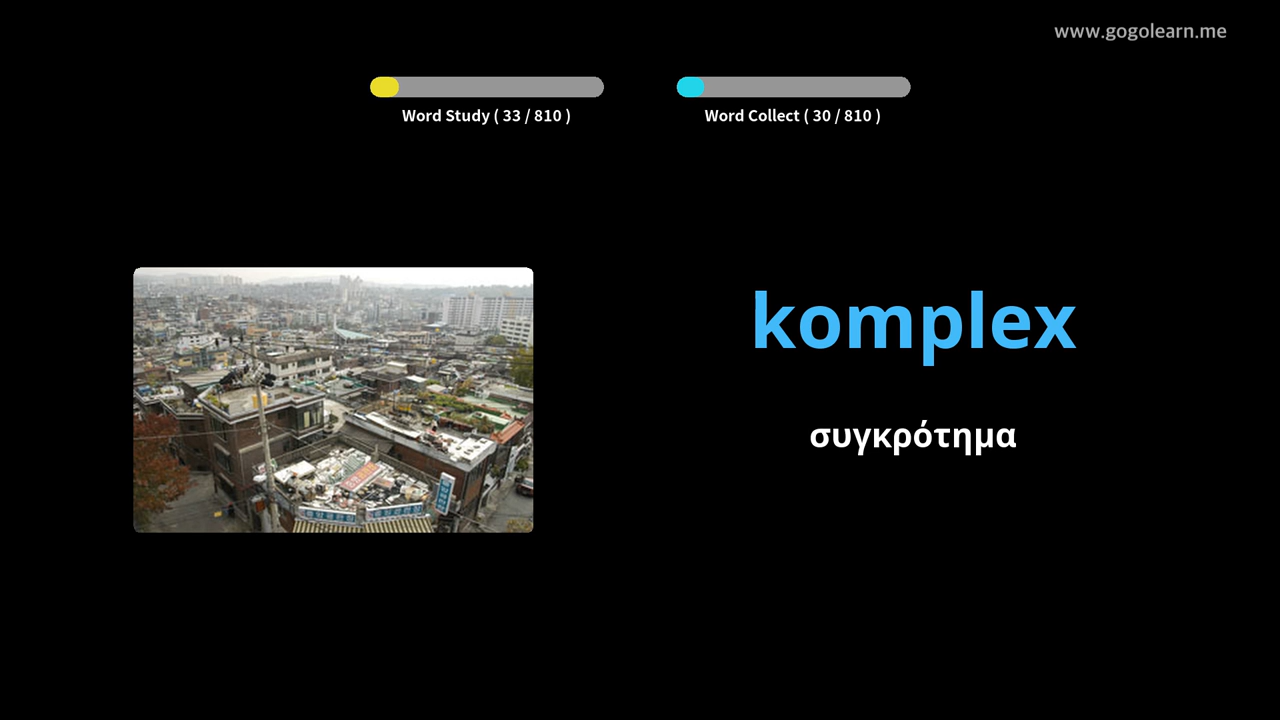 www.gogolearn.me
Word Study ( 33 / 810 )
Word Collect ( 30 / 810 )
komplex
συγκρότημα